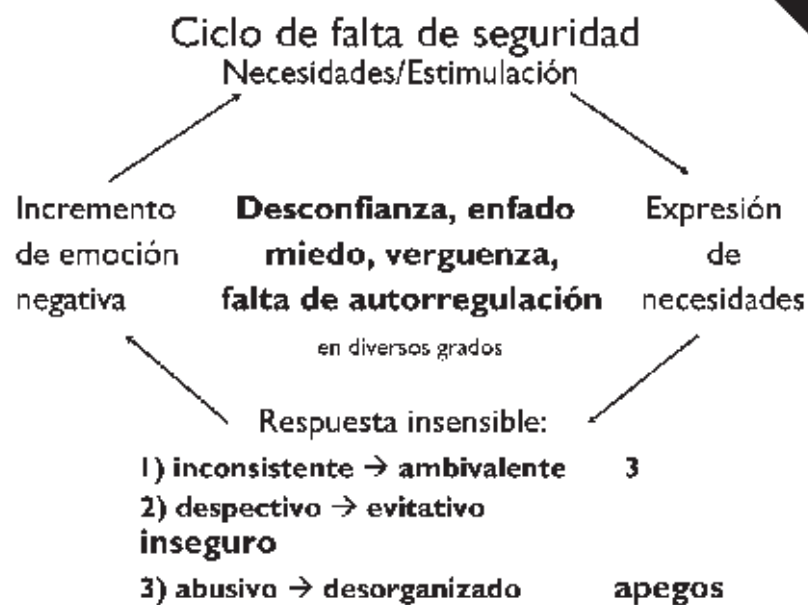 Ciclo de falta de seguridad
Necesidades/Estimulación
Incremento
de emoción
negativa
Desconfianza, enfado
miedo, verguenza,
falta de autorregulación
en diversos grados
Expresión
de
necesidades
Respuesta insensible:
1) inconsistente → ambivalente 3
2) despectivo → evitativo
inseguro
3) abusivo → desorganizado apegos